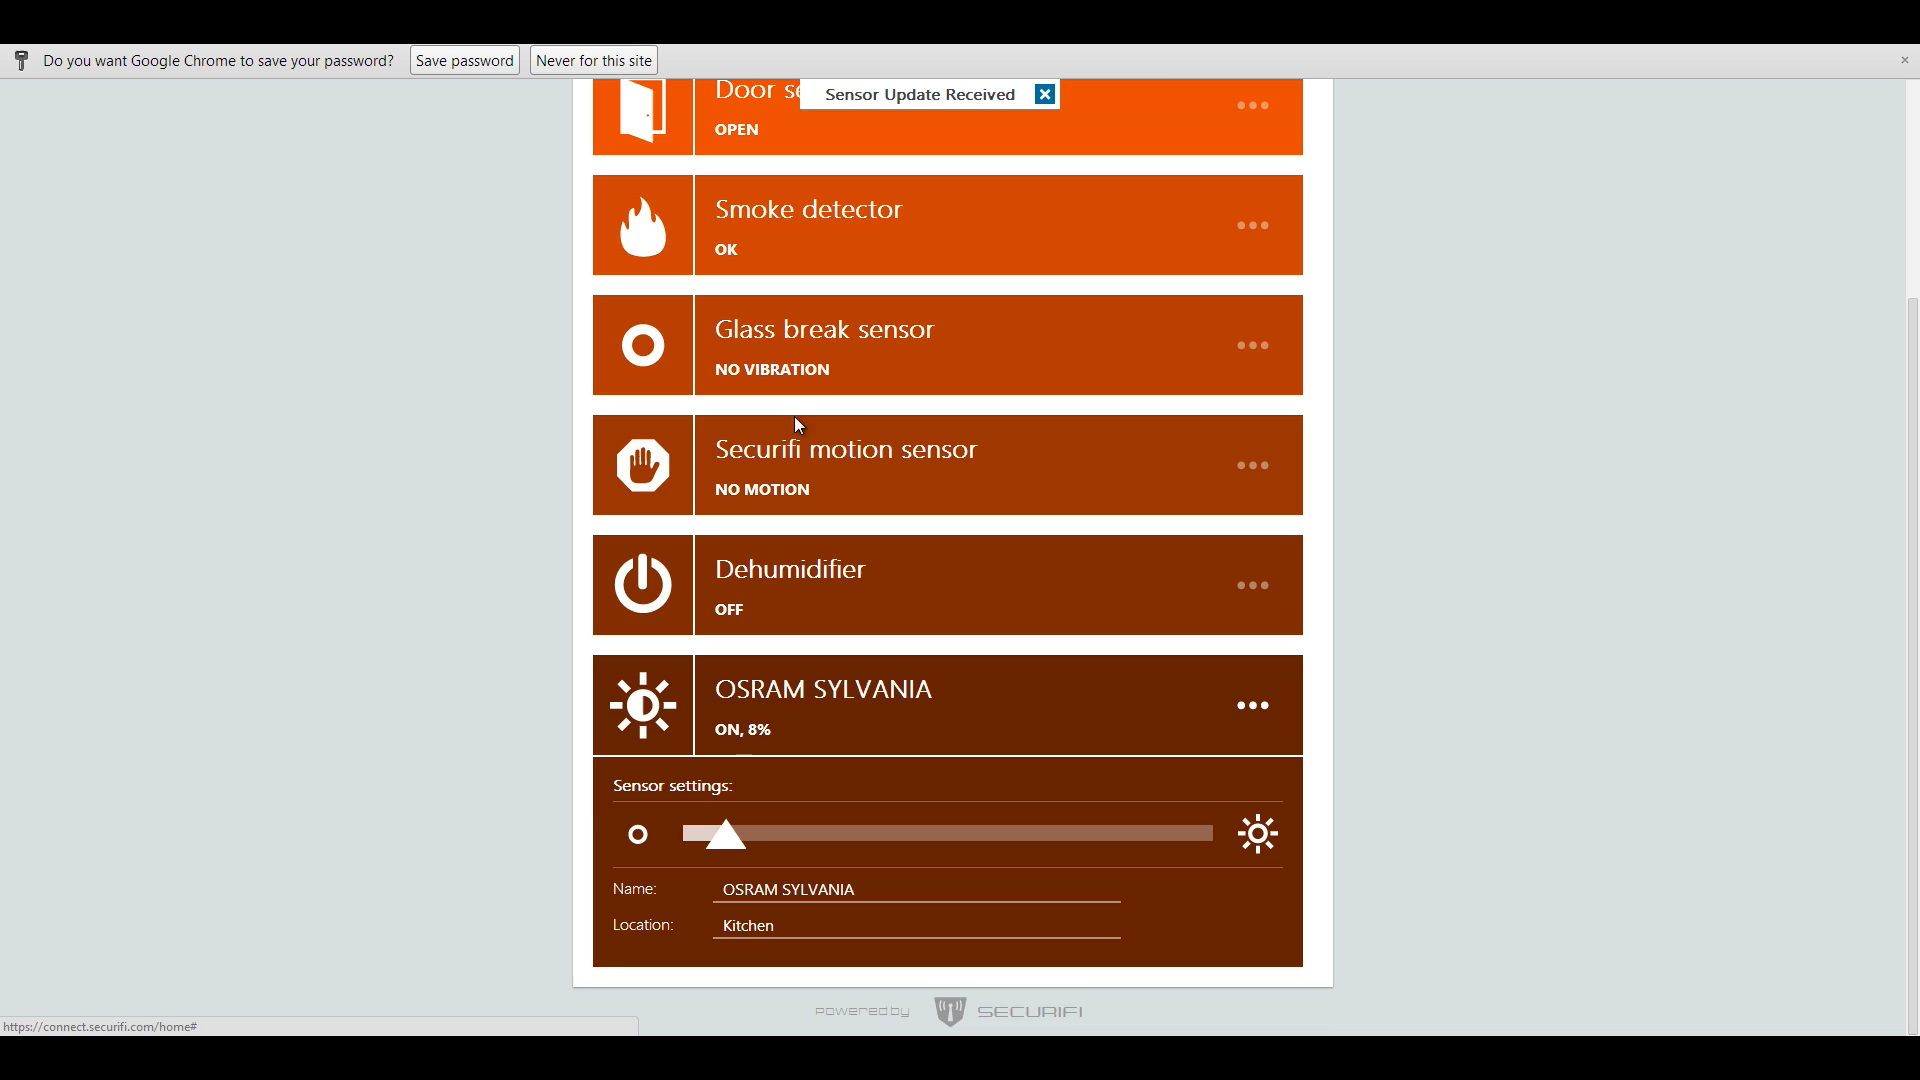 Do you want Google Chrome to save your password? Save password Never for this site
Door se
Sensor Update Received
OPEN
Smoke detector
OK
Glass break sensor
NO VIBRATION
Securifi motion sensor
NO MOTION
Dehumidifier
OFF
OSRAM SYLVANIA
ON, 8%
Sensor settings:
Name: OSRAM SYLVANIA
Location: Kitchen
powered by SECURIFI
https://connect.securifi.com/home#